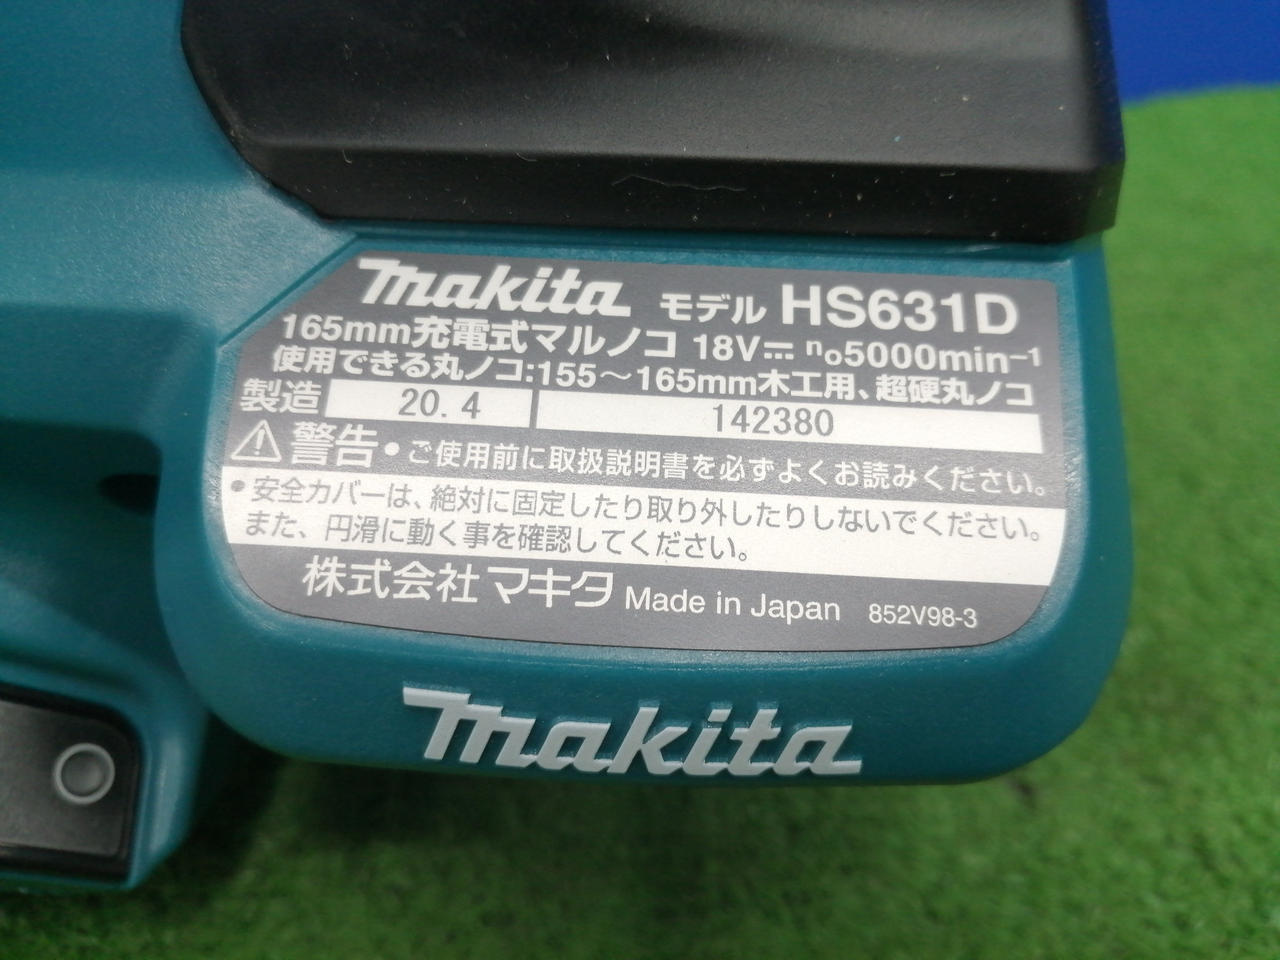 makita モデル HS631D
165mm充電式マルノコ 18V⎓ no5000min-1
使用できる丸ノコ:155～165mm木工用、超硬丸ノコ
製造 20.4 142380
⚠警告 •ご使用前に取扱説明書を必ずよくお読みください。
•安全カバーは、絶対に固定したり取り外したりしないでください。
また、円滑に動く事を確認してください。
株式会社マキタ Made in Japan 852V98-3
makita